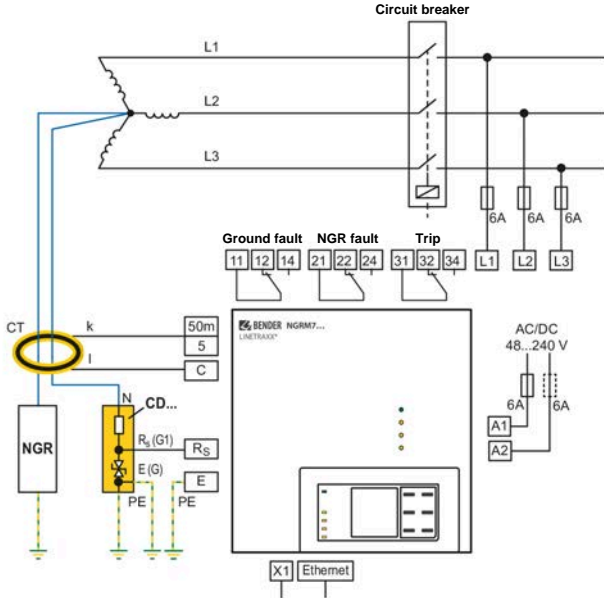 Circuit breaker
L1
L2
L3
6A
6A
6A
Ground fault
NGR fault
Trip
11
12
14
21
22
24
31
32
34
L1
L2
L3
CT
k
50m
5
l
C
BENDER NGRM7...
LINETRAXX®
AC/DC
48...240 V
6A
6A
A1
A2
N
CD...
NGR
Rs (G1)
RS
E (G)
E
PE
PE
X1
Ethernet